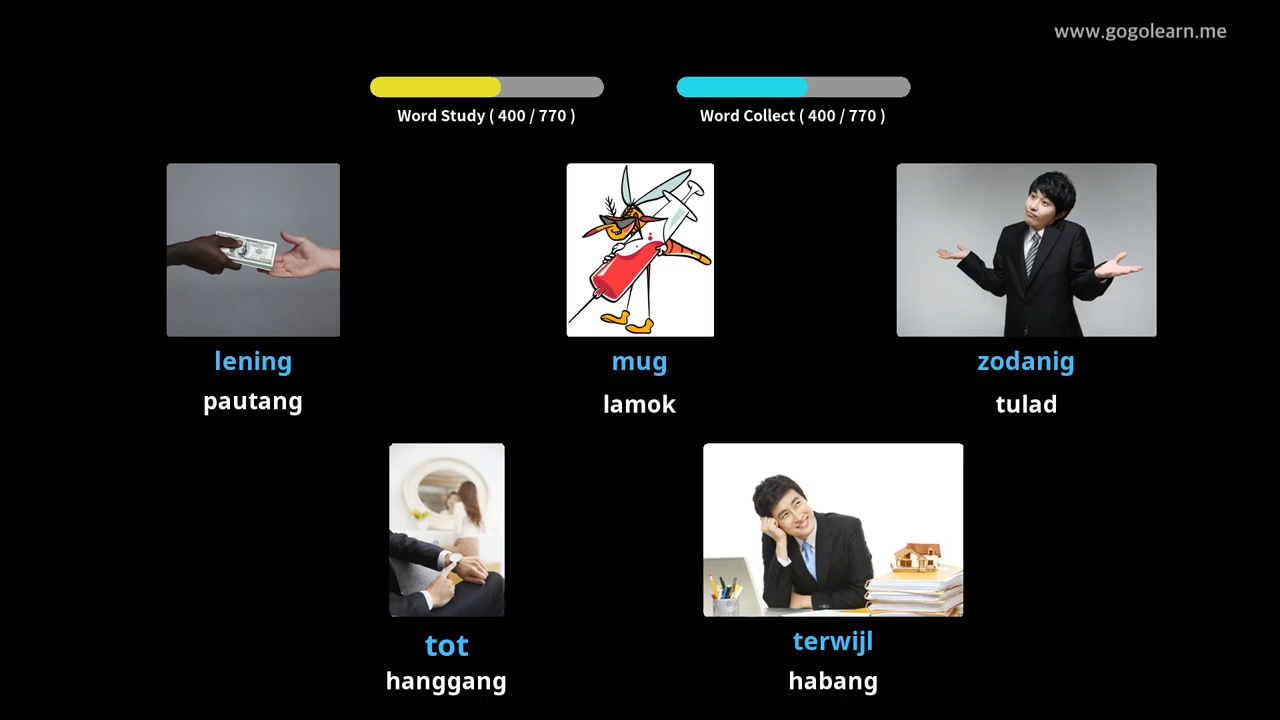 www.gogolearn.me
Word Study ( 400 / 770 )
Word Collect ( 400 / 770 )
lening
pautang
mug
lamok
zodanig
tulad
tot
hanggang
terwijl
habang